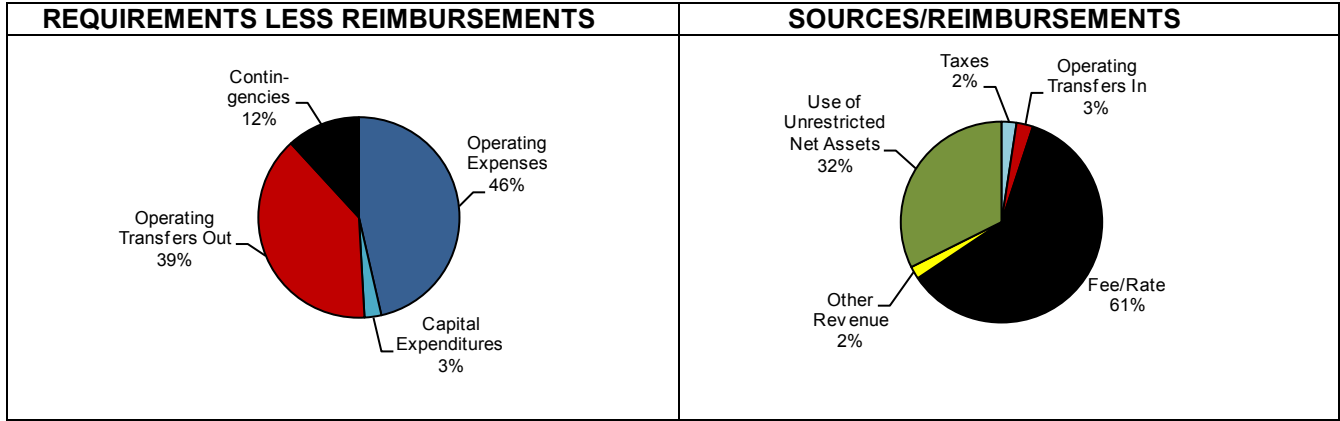 REQUIREMENTS LESS REIMBURSEMENTS
Contin-
gencies
12%
Operating
Expenses
46%
Operating
Transfers Out
39%
Capital
Expenditures
3%
SOURCES/REIMBURSEMENTS
Taxes
2%
Operating
Transfers In
3%
Use of
Unrestricted
Net Assets
32%
Fee/Rate
61%
Other
Revenue
2%